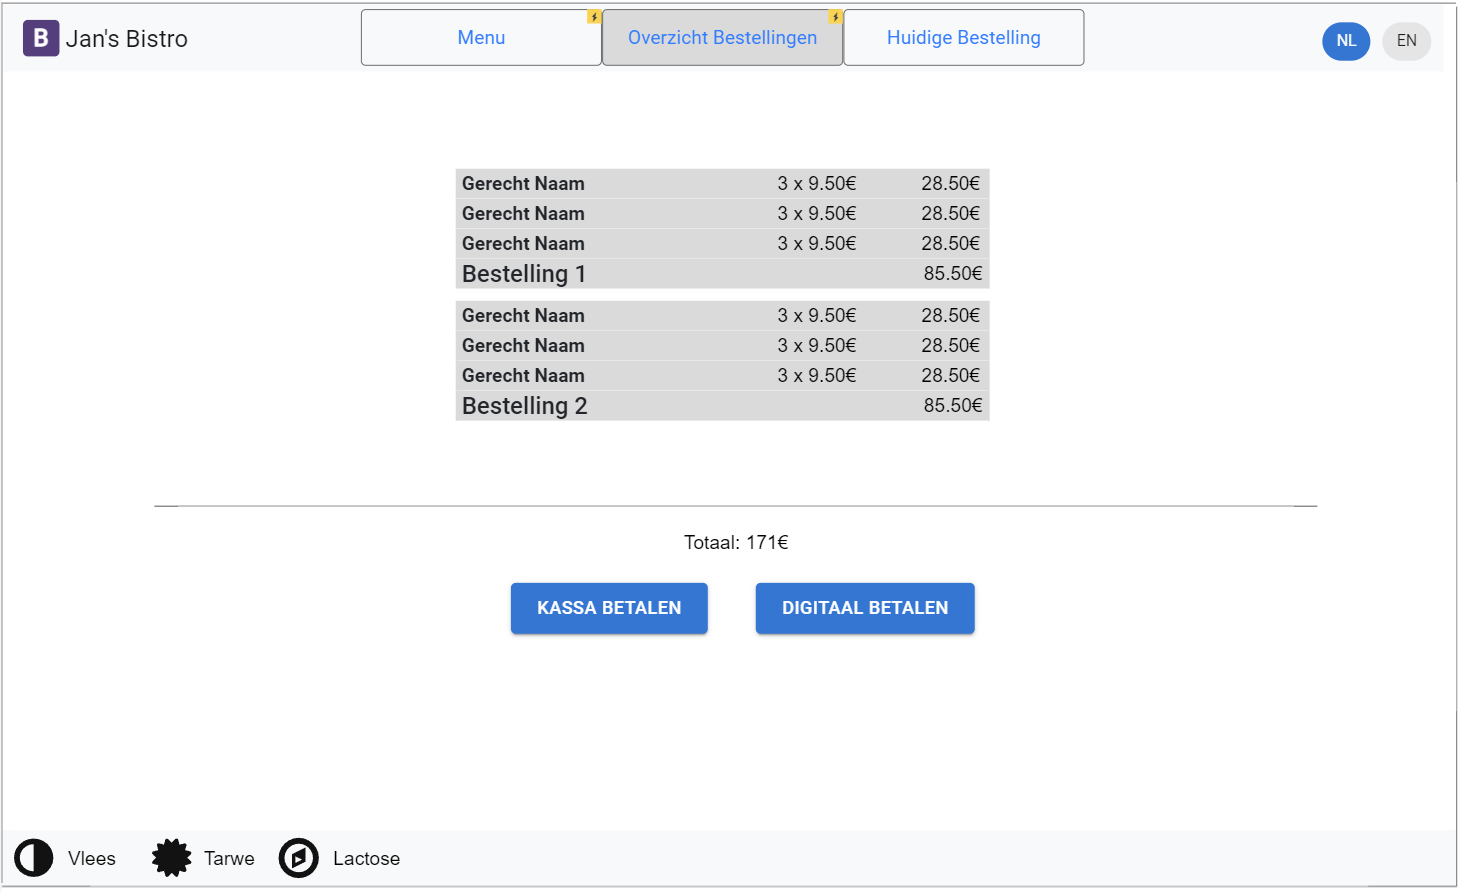 B Jan's Bistro
Menu
Overzicht Bestellingen
Huidige Bestelling
NL
EN
Gerecht Naam 3 x 9.50€ 28.50€
Gerecht Naam 3 x 9.50€ 28.50€
Gerecht Naam 3 x 9.50€ 28.50€
Bestelling 1 85.50€
Gerecht Naam 3 x 9.50€ 28.50€
Gerecht Naam 3 x 9.50€ 28.50€
Gerecht Naam 3 x 9.50€ 28.50€
Bestelling 2 85.50€
Totaal: 171€
KASSA BETALEN
DIGITAAL BETALEN
Vlees
Tarwe
Lactose